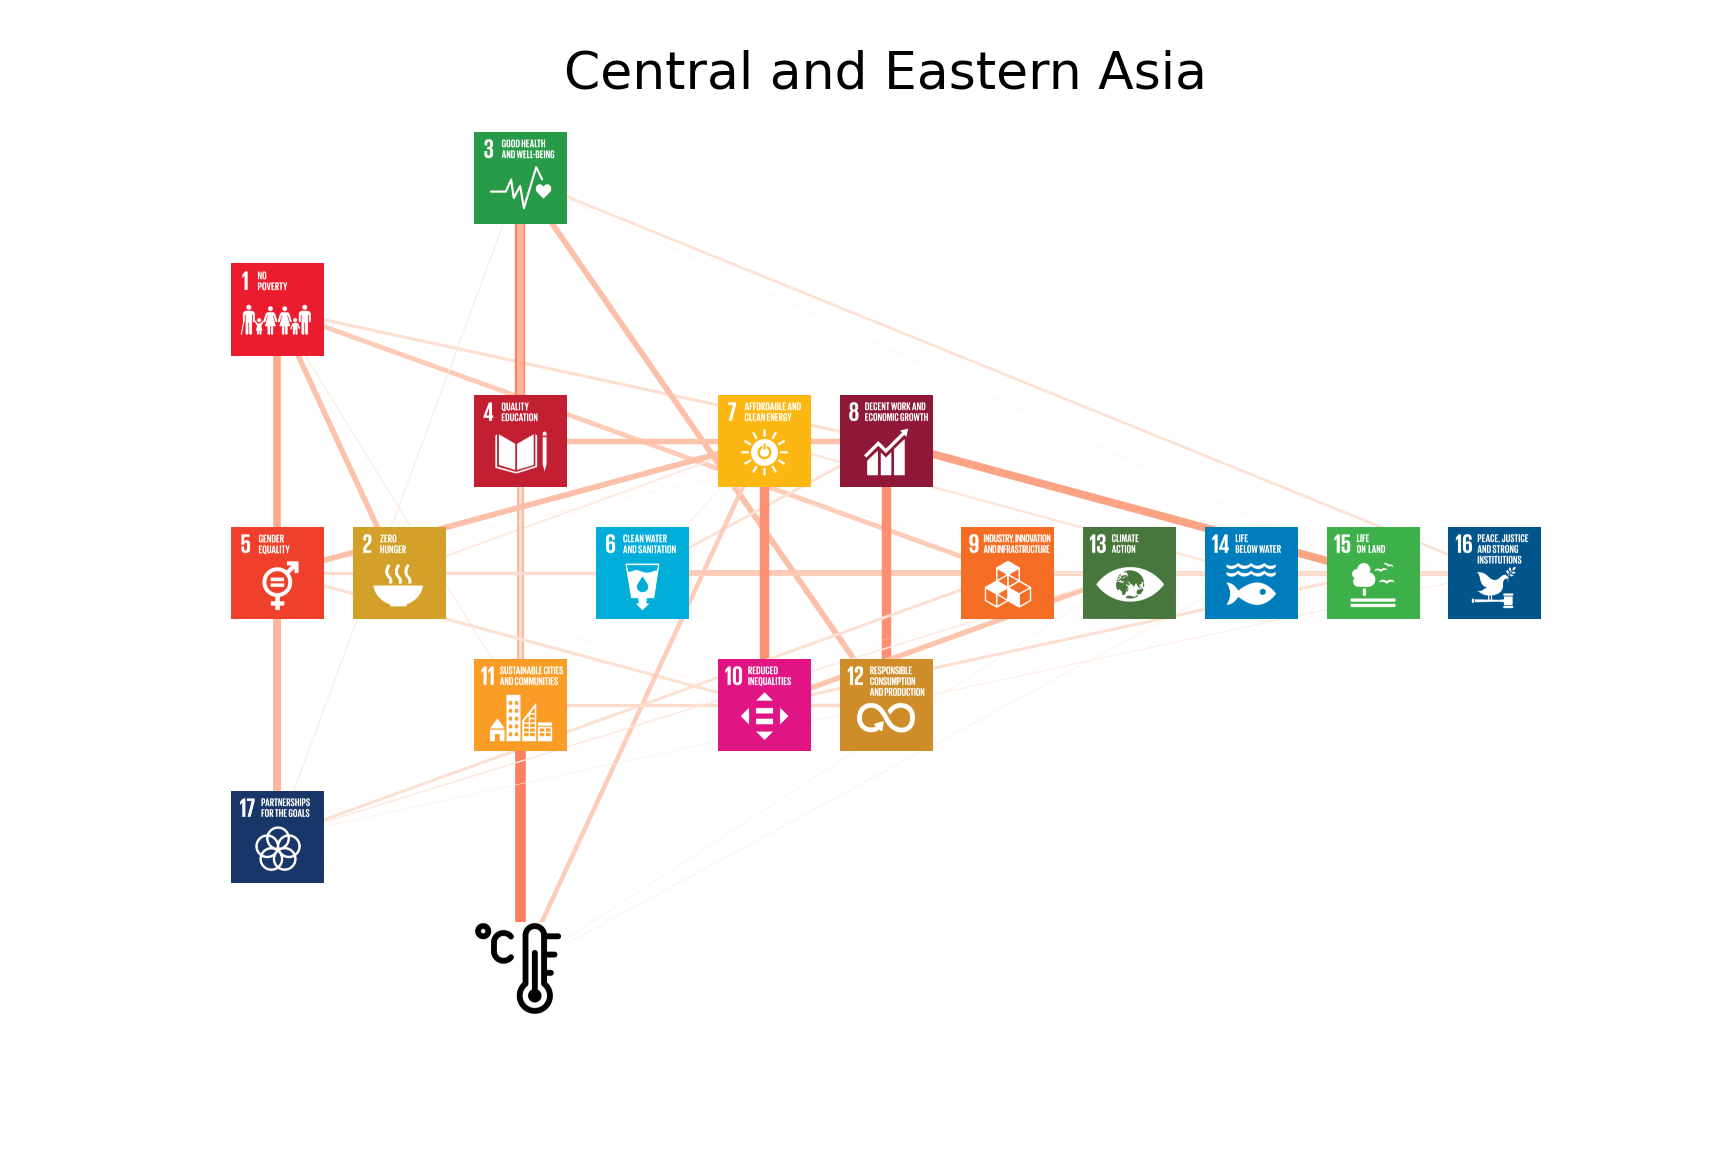 Central and Eastern Asia
3 GOOD HEALTH
AND WELL-BEING
1 NO
POVERTY
4 QUALITY
EDUCATION
7 AFFORDABLE AND
CLEAN ENERGY
8 DECENT WORK AND
ECONOMIC GROWTH
5 GENDER
EQUALITY
2 ZERO
HUNGER
6 CLEAN WATER
AND SANITATION
9 INDUSTRY, INNOVATION
AND INFRASTRUCTURE
13 CLIMATE
ACTION
14 LIFE
BELOW WATER
15 LIFE
ON LAND
16 PEACE, JUSTICE
AND STRONG
INSTITUTIONS
11 SUSTAINABLE CITIES
AND COMMUNITIES
10 REDUCED
INEQUALITIES
12 RESPONSIBLE
CONSUMPTION
AND PRODUCTION
17 PARTNERSHIPS
FOR THE GOALS
°C